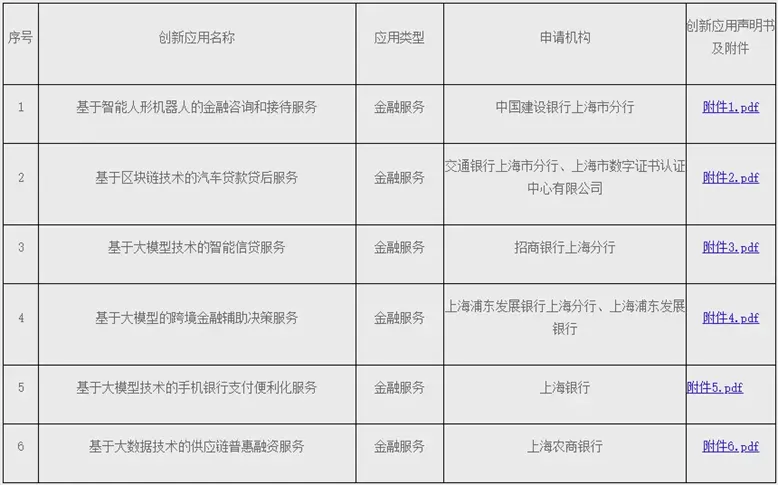 序号 创新应用名称 应用类型 申请机构 创新应用声明书
及附件
1 基于智能人形机器人的金融咨询和接待服务 金融服务 中国建设银行上海市分行 附件1.pdf
2 基于区块链技术的汽车贷款贷后服务 金融服务 交通银行上海市分行、上海市数字证书认证
中心有限公司 附件2.pdf
3 基于大模型技术的智能信贷服务 金融服务 招商银行上海分行 附件3.pdf
4 基于大模型的跨境金融辅助决策服务 金融服务 上海浦东发展银行上海分行、上海浦东发展
银行 附件4.pdf
5 基于大模型技术的手机银行支付便利化服务 金融服务 上海银行 附件5.pdf
6 基于大数据技术的供应链普惠融资服务 金融服务 上海农商银行 附件6.pdf